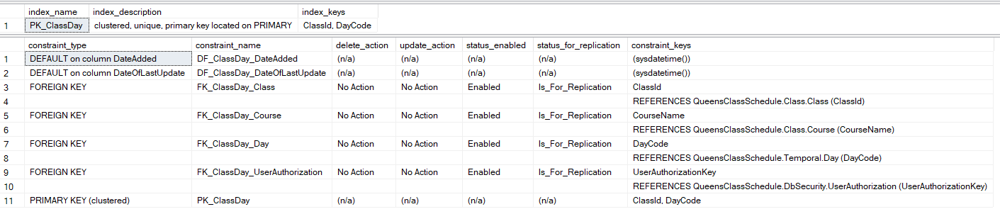 index_name index_description index_keys
1 PK_ClassDay clustered, unique, primary key located on PRIMARY ClassId, DayCode
constraint_type constraint_name delete_action update_action status_enabled status_for_replication constraint_keys
1 DEFAULT on column DateAdded DF_ClassDay_DateAdded (n/a) (n/a) (n/a) (n/a) (sysdatetime())
2 DEFAULT on column DateOfLastUpdate DF_ClassDay_DateOfLastUpdate (n/a) (n/a) (n/a) (n/a) (sysdatetime())
3 FOREIGN KEY FK_ClassDay_Class No Action No Action Enabled Is_For_Replication ClassId
4 REFERENCES QueensClassSchedule.Class.Class (ClassId)
5 FOREIGN KEY FK_ClassDay_Course No Action No Action Enabled Is_For_Replication CourseName
6 REFERENCES QueensClassSchedule.Class.Course (CourseName)
7 FOREIGN KEY FK_ClassDay_Day No Action No Action Enabled Is_For_Replication DayCode
8 REFERENCES QueensClassSchedule.Temporal.Day (DayCode)
9 FOREIGN KEY FK_ClassDay_UserAuthorization No Action No Action Enabled Is_For_Replication UserAuthorizationKey
10 REFERENCES QueensClassSchedule.DbSecurity.UserAuthorization (UserAuthorizationKey)
11 PRIMARY KEY (clustered) PK_ClassDay (n/a) (n/a) (n/a) (n/a) ClassId, DayCode